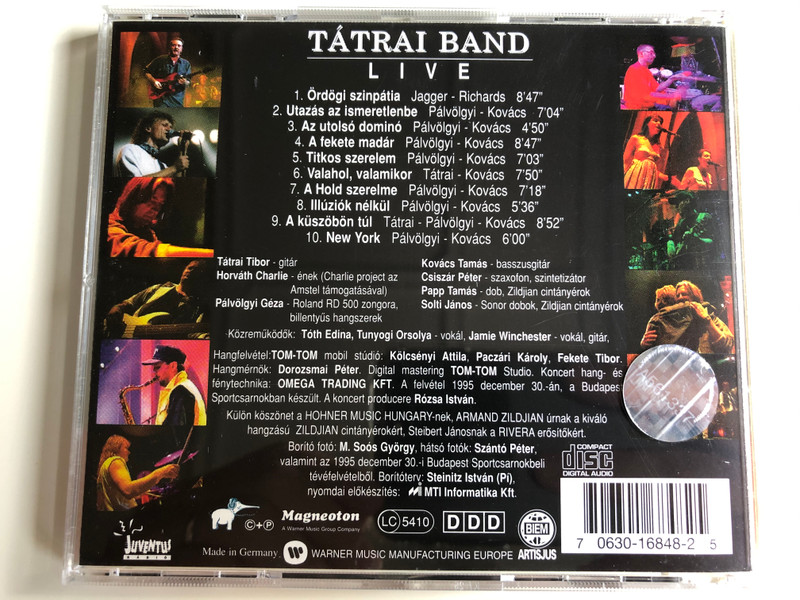 TÁTRAI BAND
LIVE
1. Ördögi szinpátia Jagger - Richards 8'47"
2. Utazás az ismeretlenbe Pálvölgyi - Kovács 7'04"
3. Az utolsó dominó Pálvölgyi - Kovács 4'50"
4. A fekete madár Pálvölgyi - Kovács 8'47"
5. Titkos szerelem Pálvölgyi - Kovács 7'03"
6. Valahol, valamikor Tátrai - Kovács 7'50"
7. A Hold szerelme Pálvölgyi - Kovács 7'18"
8. Illúziók nélkül Pálvölgyi - Kovács 5'36"
9. A küszöbön túl Tátrai - Pálvölgyi - Kovács 8'52"
10. New York Pálvölgyi - Kovács 6'00"
Tátrai Tibor - gitár
Horváth Charlie - ének (Charlie project az
Amstel támogatásával)
Pálvölgyi Géza - Roland RD 500 zongora,
billentyűs hangszerek
Kovács Tamás - basszusgitár
Csiszár Péter - szaxofon, szintetizátor
Papp Tamás - dob, Zildjian cintányérok
Solti János - Sonor dobok, Zildjian cintányérok
Közreműködők: Tóth Edina, Tunyogi Orsolya - vokál, Jamie Winchester - vokál, gitár,
Hangfelvétel:TOM-TOM mobil stúdió: Kölcsényi Attila, Paczári Károly, Fekete Tibor.
Hangmérnök: Dorozsmai Péter. Digital mastering TOM-TOM Studio. Koncert hang- és
fénytechnika: OMEGA TRADING KFT. A felvétel 1995 december 30.-án, a Budapest
Sportcsarnokban készült. A koncert producere Rózsa István.
Külön köszönet a HOHNER MUSIC HUNGARY-nek, ARMAND ZILDJIAN úrnak a kiváló
hangzású ZILDJIAN cintányérokért, Steibert Jánosnak a RIVERA erősítőkért.
Borító fotó: M. Soós György, hátsó fotók: Szántó Péter,
valamint az 1995 december 30.-i Budapest Sportcsarnokbeli
tévéfelvételből. Borítóterv: Steinitz István (Pi),
nyomdai előkészítés: MTI Informatika Kft.
COMPACT
disc
DIGITAL AUDIO
JUVENTUS
RADIO
©+℗
Magneoton
A Warner Music Group Company
LC 5410
DDD
BIEM
ARTISJUS
Made in Germany
WARNER MUSIC MANUFACTURING EUROPE
7 0630-16848-2 5